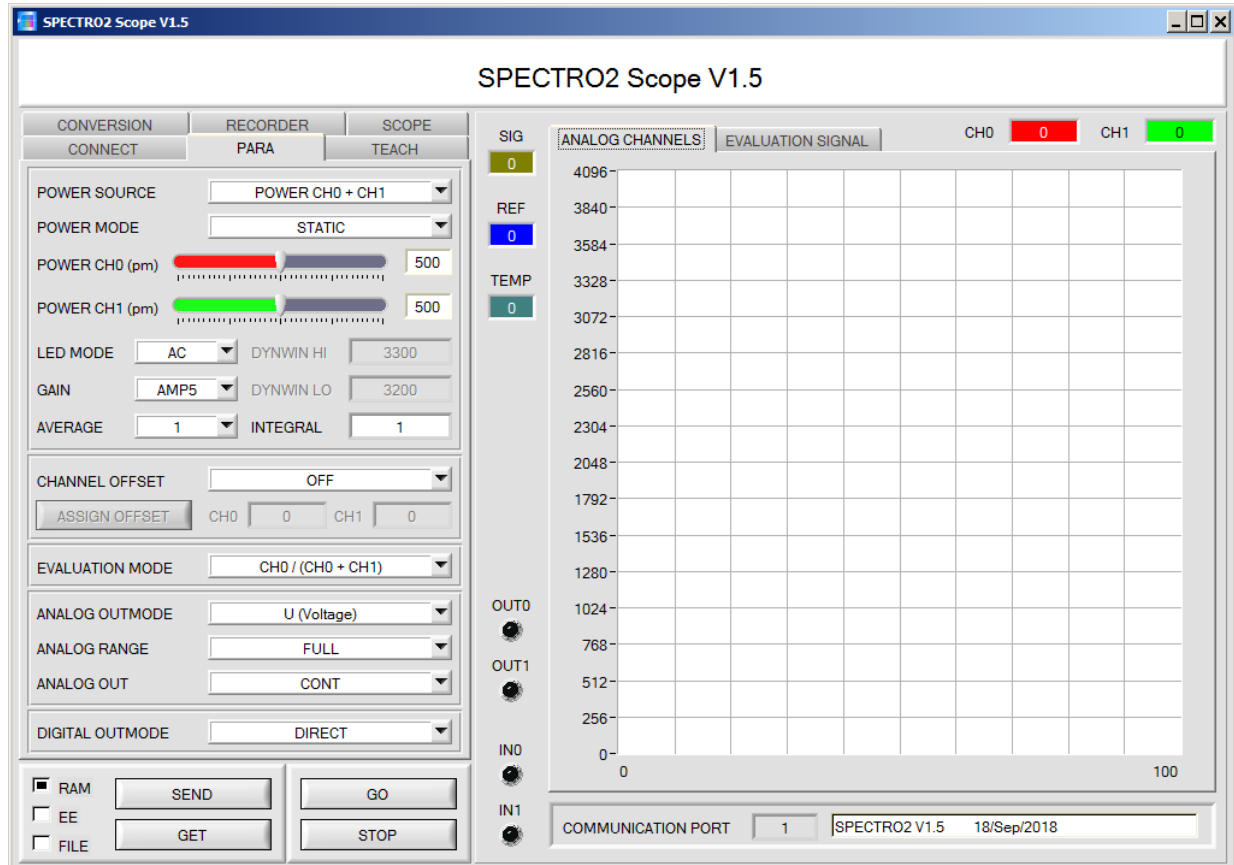 SPECTRO2 Scope V1.5
SPECTRO2 Scope V1.5
CONVERSION RECORDER SCOPE
CONNECT PARA TEACH
POWER SOURCE POWER CH0 + CH1
POWER MODE STATIC
POWER CH0 (pm) 500
POWER CH1 (pm) 500
LED MODE AC DYNWIN HI 3300
GAIN AMP5 DYNWIN LO 3200
AVERAGE 1 INTEGRAL 1
CHANNEL OFFSET OFF
ASSIGN OFFSET CH0 0 CH1 0
EVALUATION MODE CH0 / (CH0 + CH1)
ANALOG OUTMODE U (Voltage)
ANALOG RANGE FULL
ANALOG OUT CONT
DIGITAL OUTMODE DIRECT
RAM
EE
FILE
SEND GO
GET STOP
SIG
0
REF
0
TEMP
0
OUT0
OUT1
IN0
IN1
ANALOG CHANNELS EVALUATION SIGNAL CH0 0 CH1 0
4096
3840
3584
3328
3072
2816
2560
2304
2048
1792
1536
1280
1024
768
512
256
0
0 100
COMMUNICATION PORT 1 SPECTRO2 V1.5 18/Sep/2018